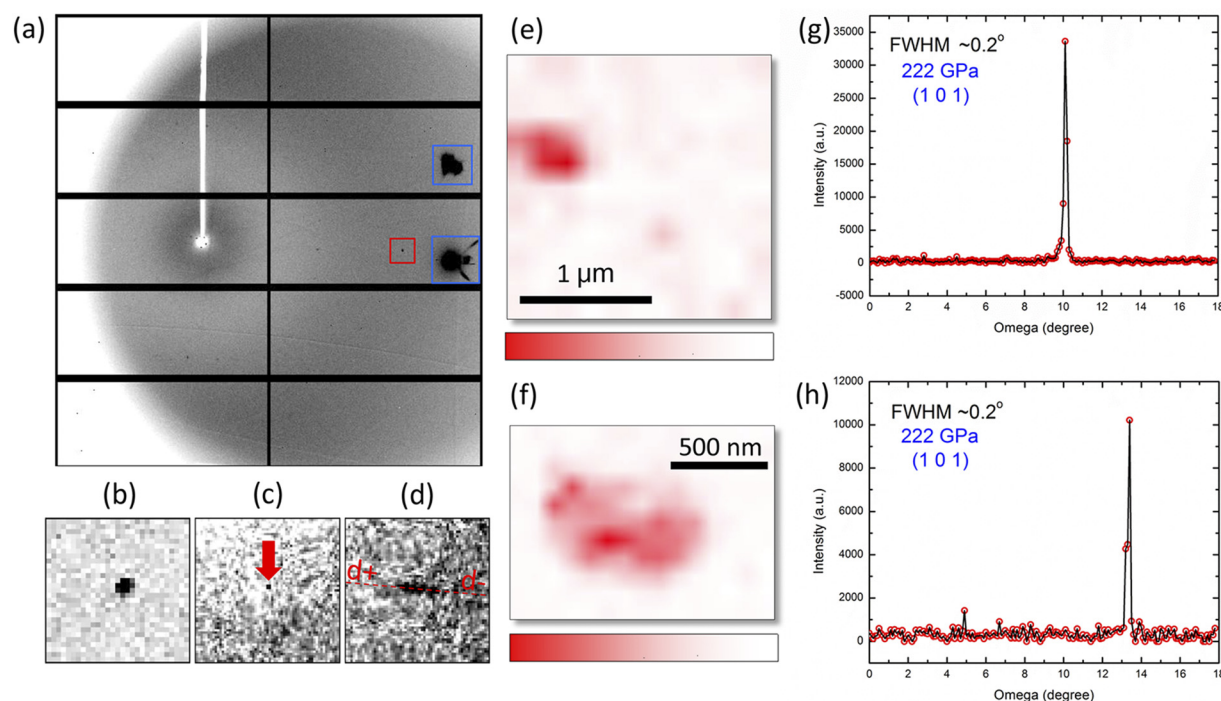 (a)
(b)
(c)
(d)
d+
d-
(e)
1 μm
(f)
500 nm
(g)
FWHM ~0.2°
222 GPa
(1 0 1)
Intensity (a.u.)
35000
30000
25000
20000
15000
10000
5000
0
-5000
0 2 4 6 8 10 12 14 16 18
Omega (degree)
(h)
FWHM ~0.2°
222 GPa
(1 0 1)
Intensity (a.u.)
12000
10000
8000
6000
4000
2000
0
0 2 4 6 8 10 12 14 16 18
Omega (degree)